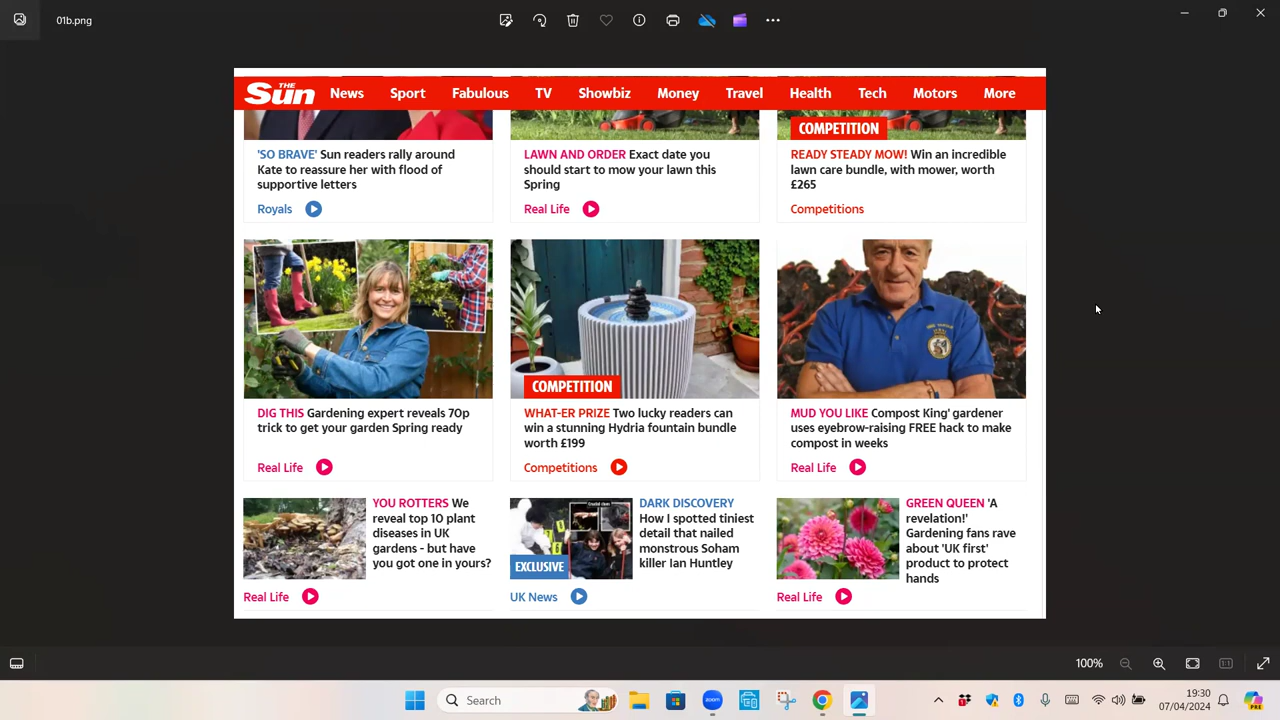 01b.png
THE Sun
News Sport Fabulous TV Showbiz Money Travel Health Tech Motors More
'SO BRAVE' Sun readers rally around
Kate to reassure her with flood of
supportive letters
Royals
LAWN AND ORDER Exact date you
should start to mow your lawn this
Spring
Real Life
COMPETITION
READY STEADY MOW! Win an incredible
lawn care bundle, with mower, worth
£265
Competitions
DIG THIS Gardening expert reveals 70p
trick to get your garden Spring ready
Real Life
COMPETITION
WHAT-ER PRIZE Two lucky readers can
win a stunning Hydria fountain bundle
worth £199
Competitions
MUD YOU LIKE Compost King' gardener
uses eyebrow-raising FREE hack to make
compost in weeks
Real Life
YOU ROTTERS We
reveal top 10 plant
diseases in UK
gardens - but have
you got one in yours?
Real Life
EXCLUSIVE
DARK DISCOVERY
How I spotted tiniest
detail that nailed
monstrous Soham
killer Ian Huntley
UK News
GREEN QUEEN 'A
revelation!'
Gardening fans rave
about 'UK first'
product to protect
hands
Real Life
100%
Search
zoom
19:30
07/04/2024
PRE